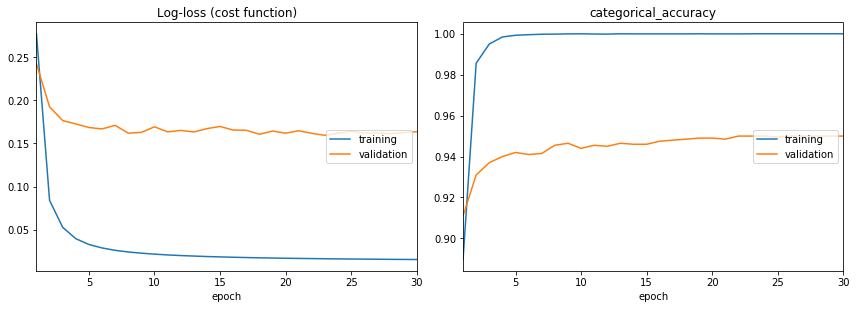 Log-loss (cost function)
0.25
0.20
0.15
0.10
0.05
training
validation
5
10
15
20
25
30
epoch
categorical_accuracy
1.00
0.98
0.96
0.94
0.92
0.90
training
validation
5
10
15
20
25
30
epoch